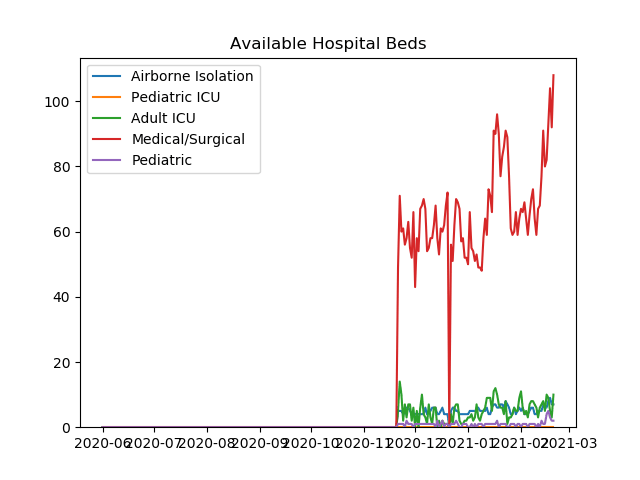 Available Hospital Beds
Airborne Isolation
Pediatric ICU
Adult ICU
Medical/Surgical
Pediatric
100
80
60
40
20
0
2020-06 2020-07 2020-08 2020-09 2020-10 2020-11 2020-12 2021-01 2021-02 2021-03